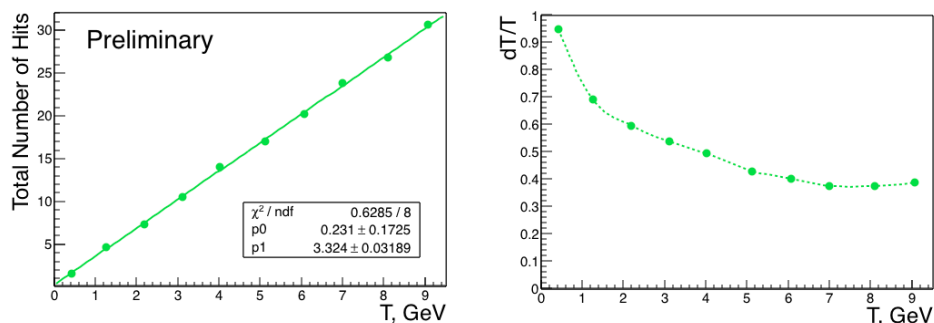 Total Number of Hits
30
25
20
15
10
5
Preliminary
χ² / ndf 0.6285 / 8
p0 0.231 ± 0.1725
p1 3.324 ± 0.03189
0 1 2 3 4 5 6 7 8 9
T, GeV
dT/T
1
0.9
0.8
0.7
0.6
0.5
0.4
0.3
0.2
0.1
0
0 1 2 3 4 5 6 7 8 9
T, GeV